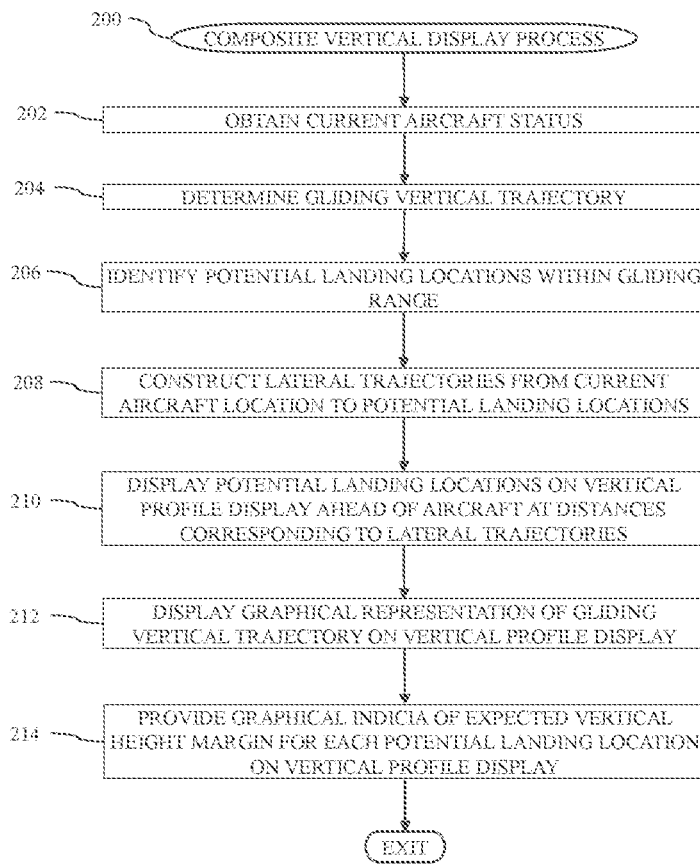 200
COMPOSITE VERTICAL DISPLAY PROCESS
202
OBTAIN CURRENT AIRCRAFT STATUS
204
DETERMINE GLIDING VERTICAL TRAJECTORY
206
IDENTIFY POTENTIAL LANDING LOCATIONS WITHIN GLIDING
RANGE
208
CONSTRUCT LATERAL TRAJECTORIES FROM CURRENT
AIRCRAFT LOCATION TO POTENTIAL LANDING LOCATIONS
210
DISPLAY POTENTIAL LANDING LOCATIONS ON VERTICAL
PROFILE DISPLAY AHEAD OF AIRCRAFT AT DISTANCES
CORRESPONDING TO LATERAL TRAJECTORIES
212
DISPLAY GRAPHICAL REPRESENTATION OF GLIDING
VERTICAL TRAJECTORY ON VERTICAL PROFILE DISPLAY
214
PROVIDE GRAPHICAL INDICIA OF EXPECTED VERTICAL
HEIGHT MARGIN FOR EACH POTENTIAL LANDING LOCATION
ON VERTICAL PROFILE DISPLAY
EXIT